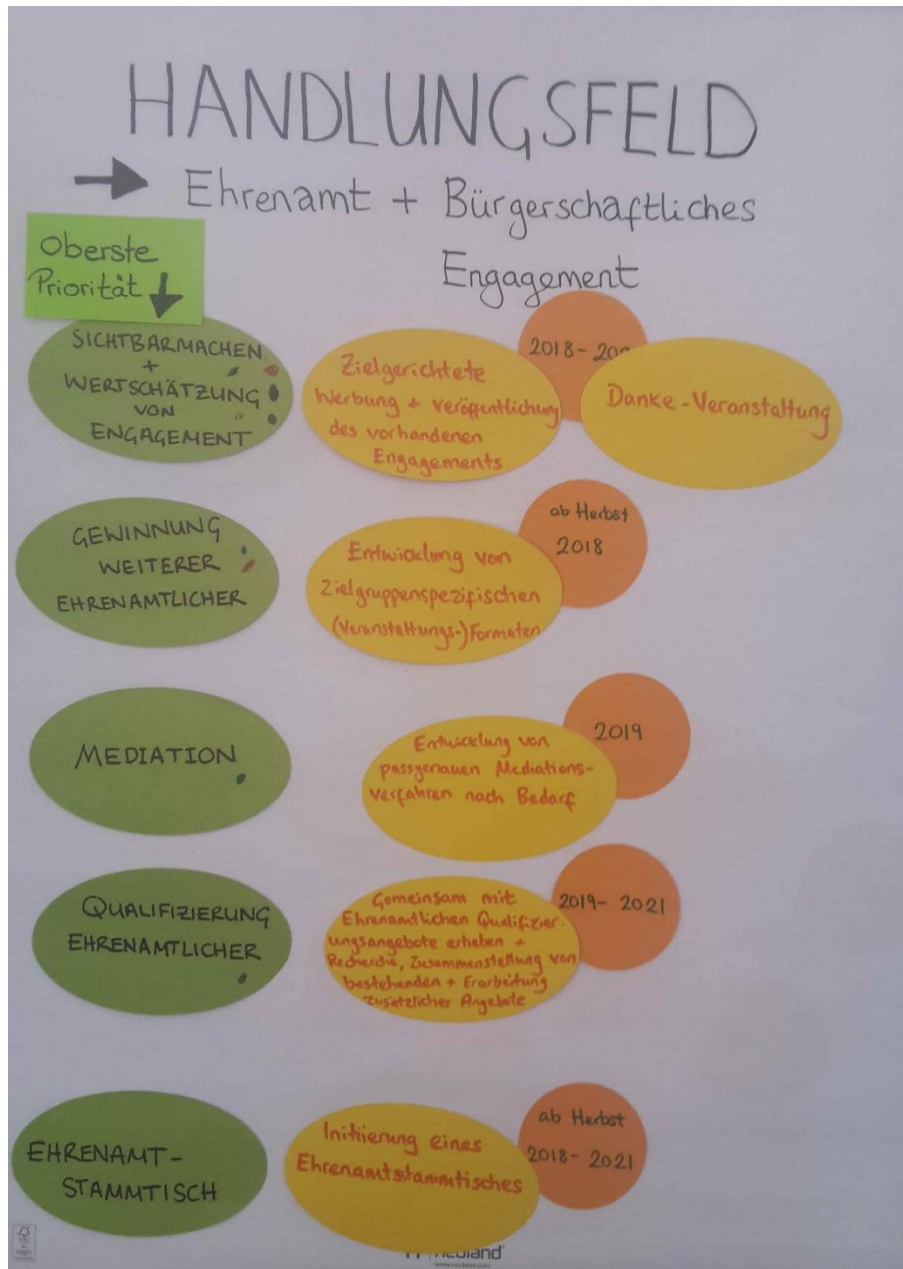 HANDLUNGSFELD
Ehrenamt + Bürgerschaftliches
Engagement
Oberste
Priorität
SICHTBARMACHEN
+
WERTSCHÄTZUNG
VON
ENGAGEMENT
Zielgerichtete
Werbung + veröffentlichung
des vorhandenen
Engagements
2018-
Danke-Veranstaltung
GEWINNUNG
WEITERER
EHRENAMTLICHER
Entwicklung von
Zielgruppenspezifischen
(Veranstaltungs-)Formaten
ab Herbst
2018
MEDIATION
Entwicklung von
passgenauen Mediations-
verfahren nach Bedarf
2019
QUALIFIZIERUNG
EHRENAMTLICHER
Gemeinsam mit
Ehrenamtlichen Qualifizier-
ungsangebote erheben +
Recherche, Zusammenstellung von
bestehenden + Erarbeitung
zusätzlicher Angebote
2019- 2021
EHRENAMT-
STAMMTISCH
Initiierung eines
Ehrenamtsstammtisches
ab Herbst
2018- 2021